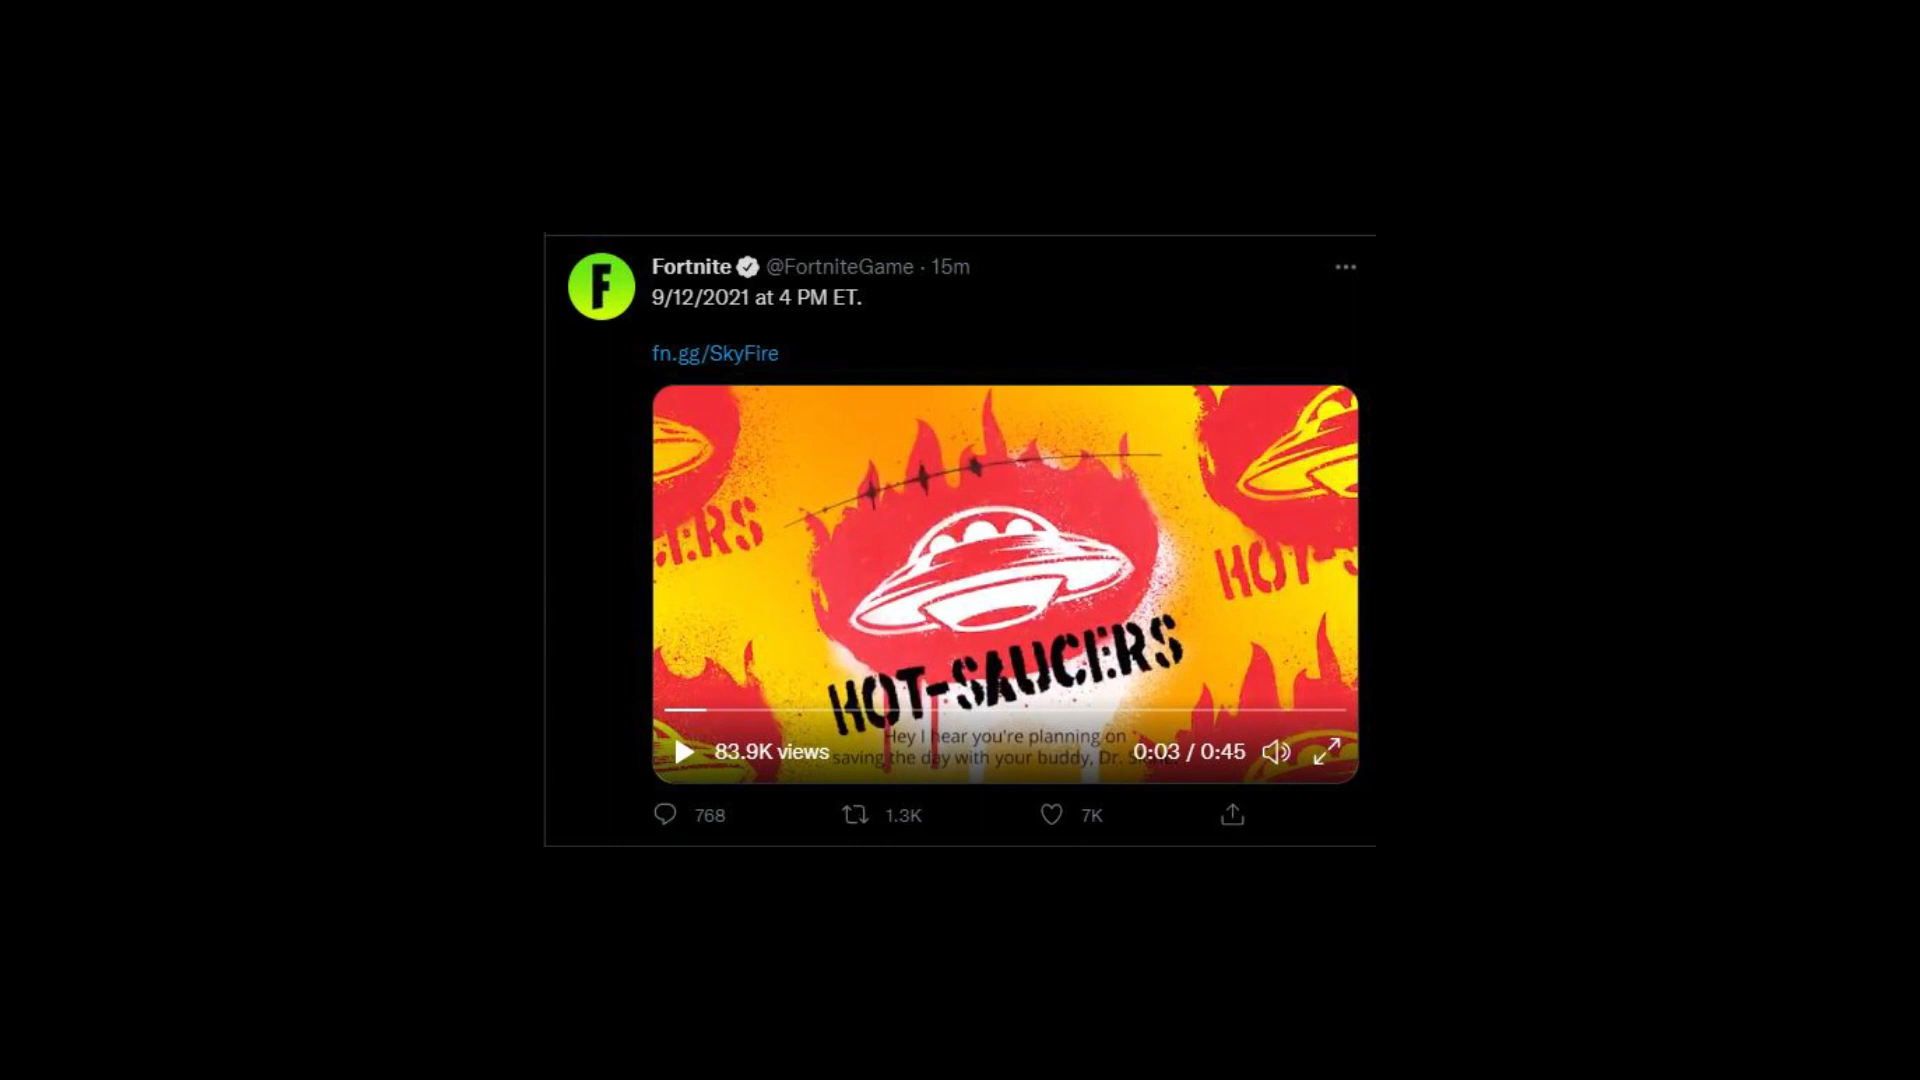 F
Fortnite @FortniteGame · 15m
9/12/2021 at 4 PM ET.
fn.gg/SkyFire
ERS
HOT-S
HOT-SAUCERS
Hey I hear you're planning on
saving the day with your buddy, Dr.
83.9K views
0:03 / 0:45
768
1.3K
7K